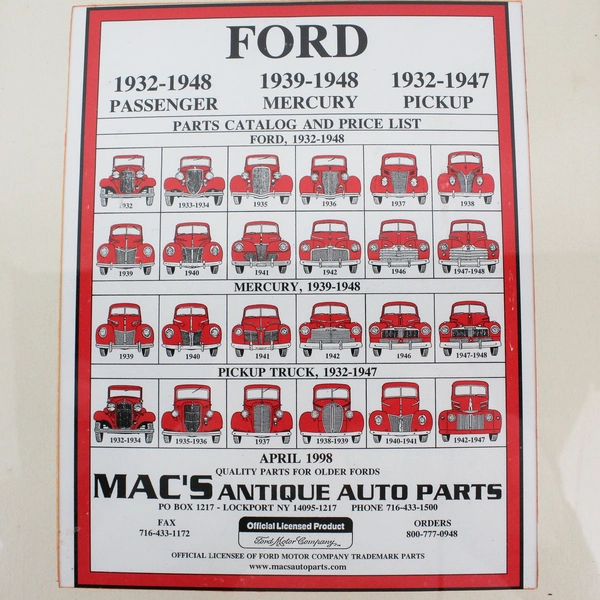 FORD
1932-1948 1939-1948 1932-1947
PASSENGER MERCURY PICKUP
PARTS CATALOG AND PRICE LIST
FORD, 1932-1948
1932 1933-1934 1935 1936 1937 1938
1939 1940 1941 1942 1946 1947-1948
MERCURY, 1939-1948
1939 1940 1941 1942 1946 1947-1948
PICKUP TRUCK, 1932-1947
1932-1934 1935-1936 1937 1938-1939 1940-1941 1942-1947
APRIL 1998
QUALITY PARTS FOR OLDER FORDS
MAC'S ANTIQUE AUTO PARTS
PO BOX 1217 - LOCKPORT NY 14095-1217 PHONE 716-433-1500
FAX Official Licensed Product ORDERS
716-433-1172 Ford Motor Company 800-777-0948
OFFICIAL LICENSEE OF FORD MOTOR COMPANY TRADEMARK PARTS
www.macsautoparts.com